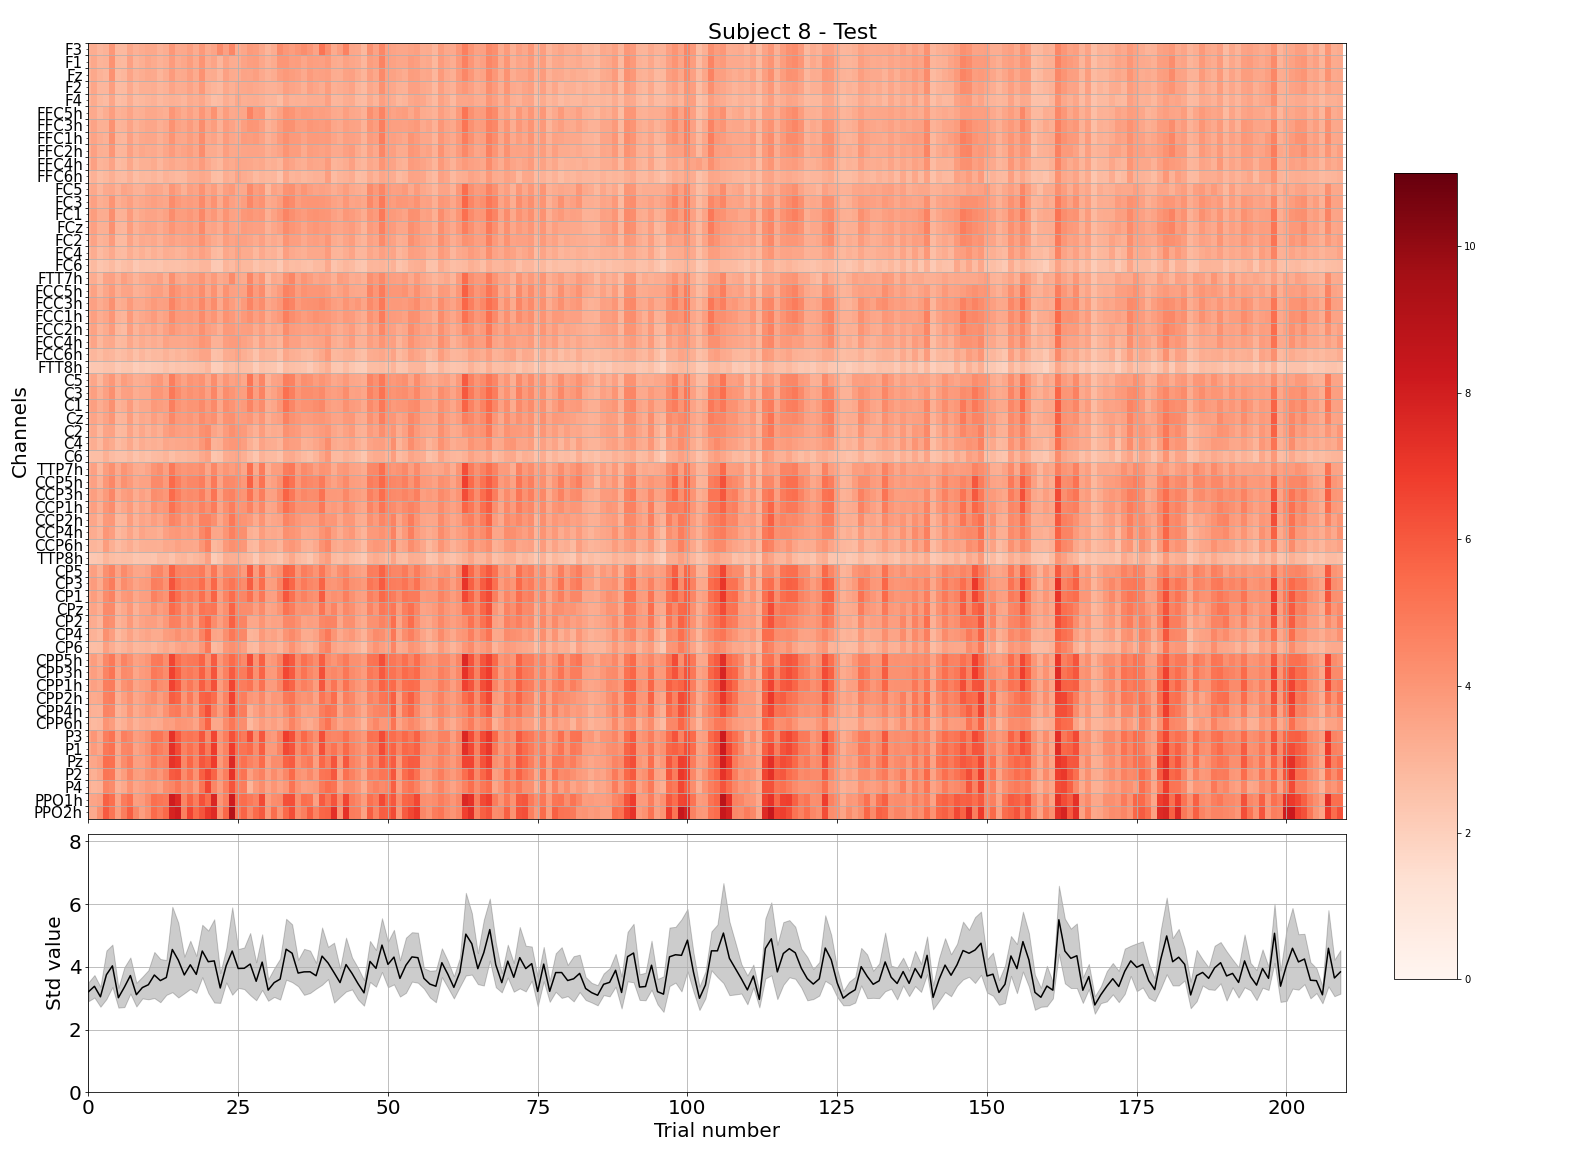 Subject 8 - Test
F3
F1
Fz
F2
F4
FFC5h
FFC3h
FFC1h
FFC2h
FFC4h
FFC6h
FC5
FC3
FC1
FCz
FC2
FC4
FC6
FTT7h
FCC5h
FCC3h
FCC1h
FCC2h
FCC4h
FCC6h
FTT8h
C5
C3
C1
Cz
C2
C4
C6
TTP7h
CCP5h
CCP3h
CCP1h
CCP2h
CCP4h
CCP6h
TTP8h
CP5
CP3
CP1
CPz
CP2
CP4
CP6
CPP5h
CPP3h
CPP1h
CPP2h
CPP4h
CPP6h
P3
P1
Pz
P2
P4
PPO1h
PPO2h
Channels
10
8
6
4
2
0
8
6
4
2
0
Std value
0 25 50 75 100 125 150 175 200
Trial number